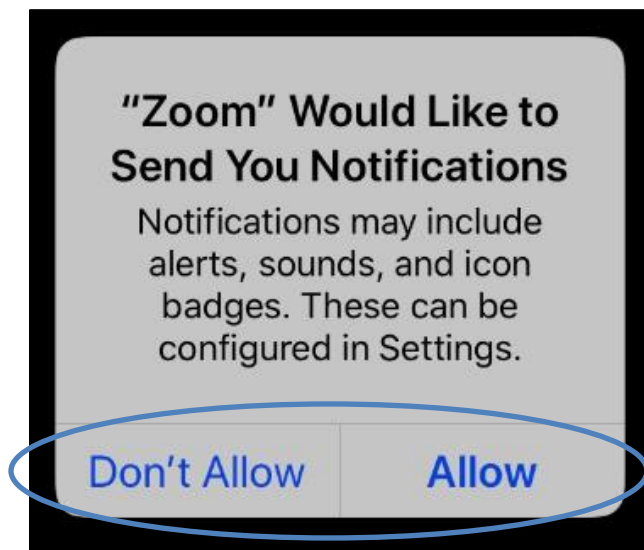 “Zoom” Would Like to
Send You Notifications
Notifications may include
alerts, sounds, and icon
badges. These can be
configured in Settings.
Don’t Allow
Allow